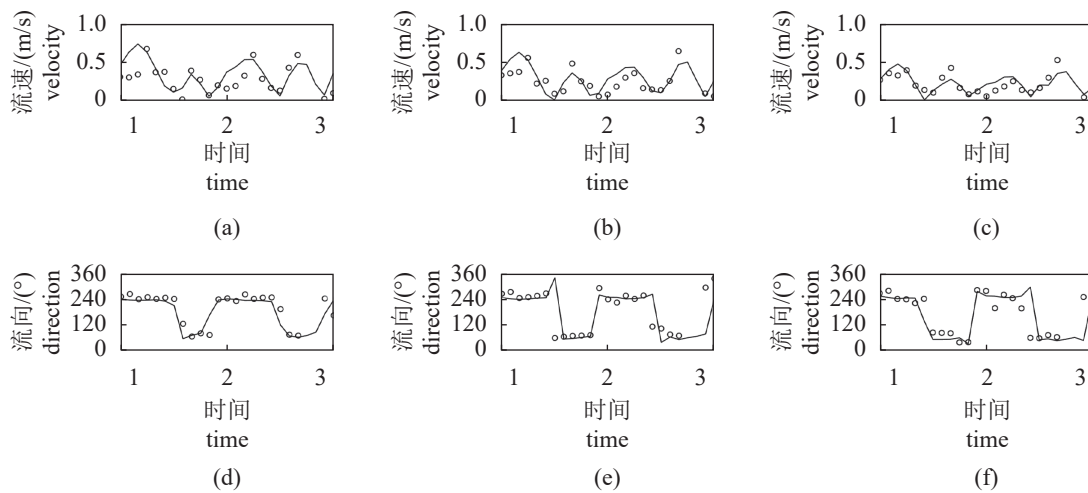 流速/(m/s)
velocity
1.0
0.5
0
1
2
3
时间
time
(a)
流速/(m/s)
velocity
1.0
0.5
0
1
2
3
时间
time
(b)
流速/(m/s)
velocity
1.0
0.5
0
1
2
3
时间
time
(c)
流向/(°)
direction
360
240
120
0
1
2
3
时间
time
(d)
流向/(°)
direction
360
240
120
0
1
2
3
时间
time
(e)
流向/(°)
direction
360
240
120
0
1
2
3
时间
time
(f)